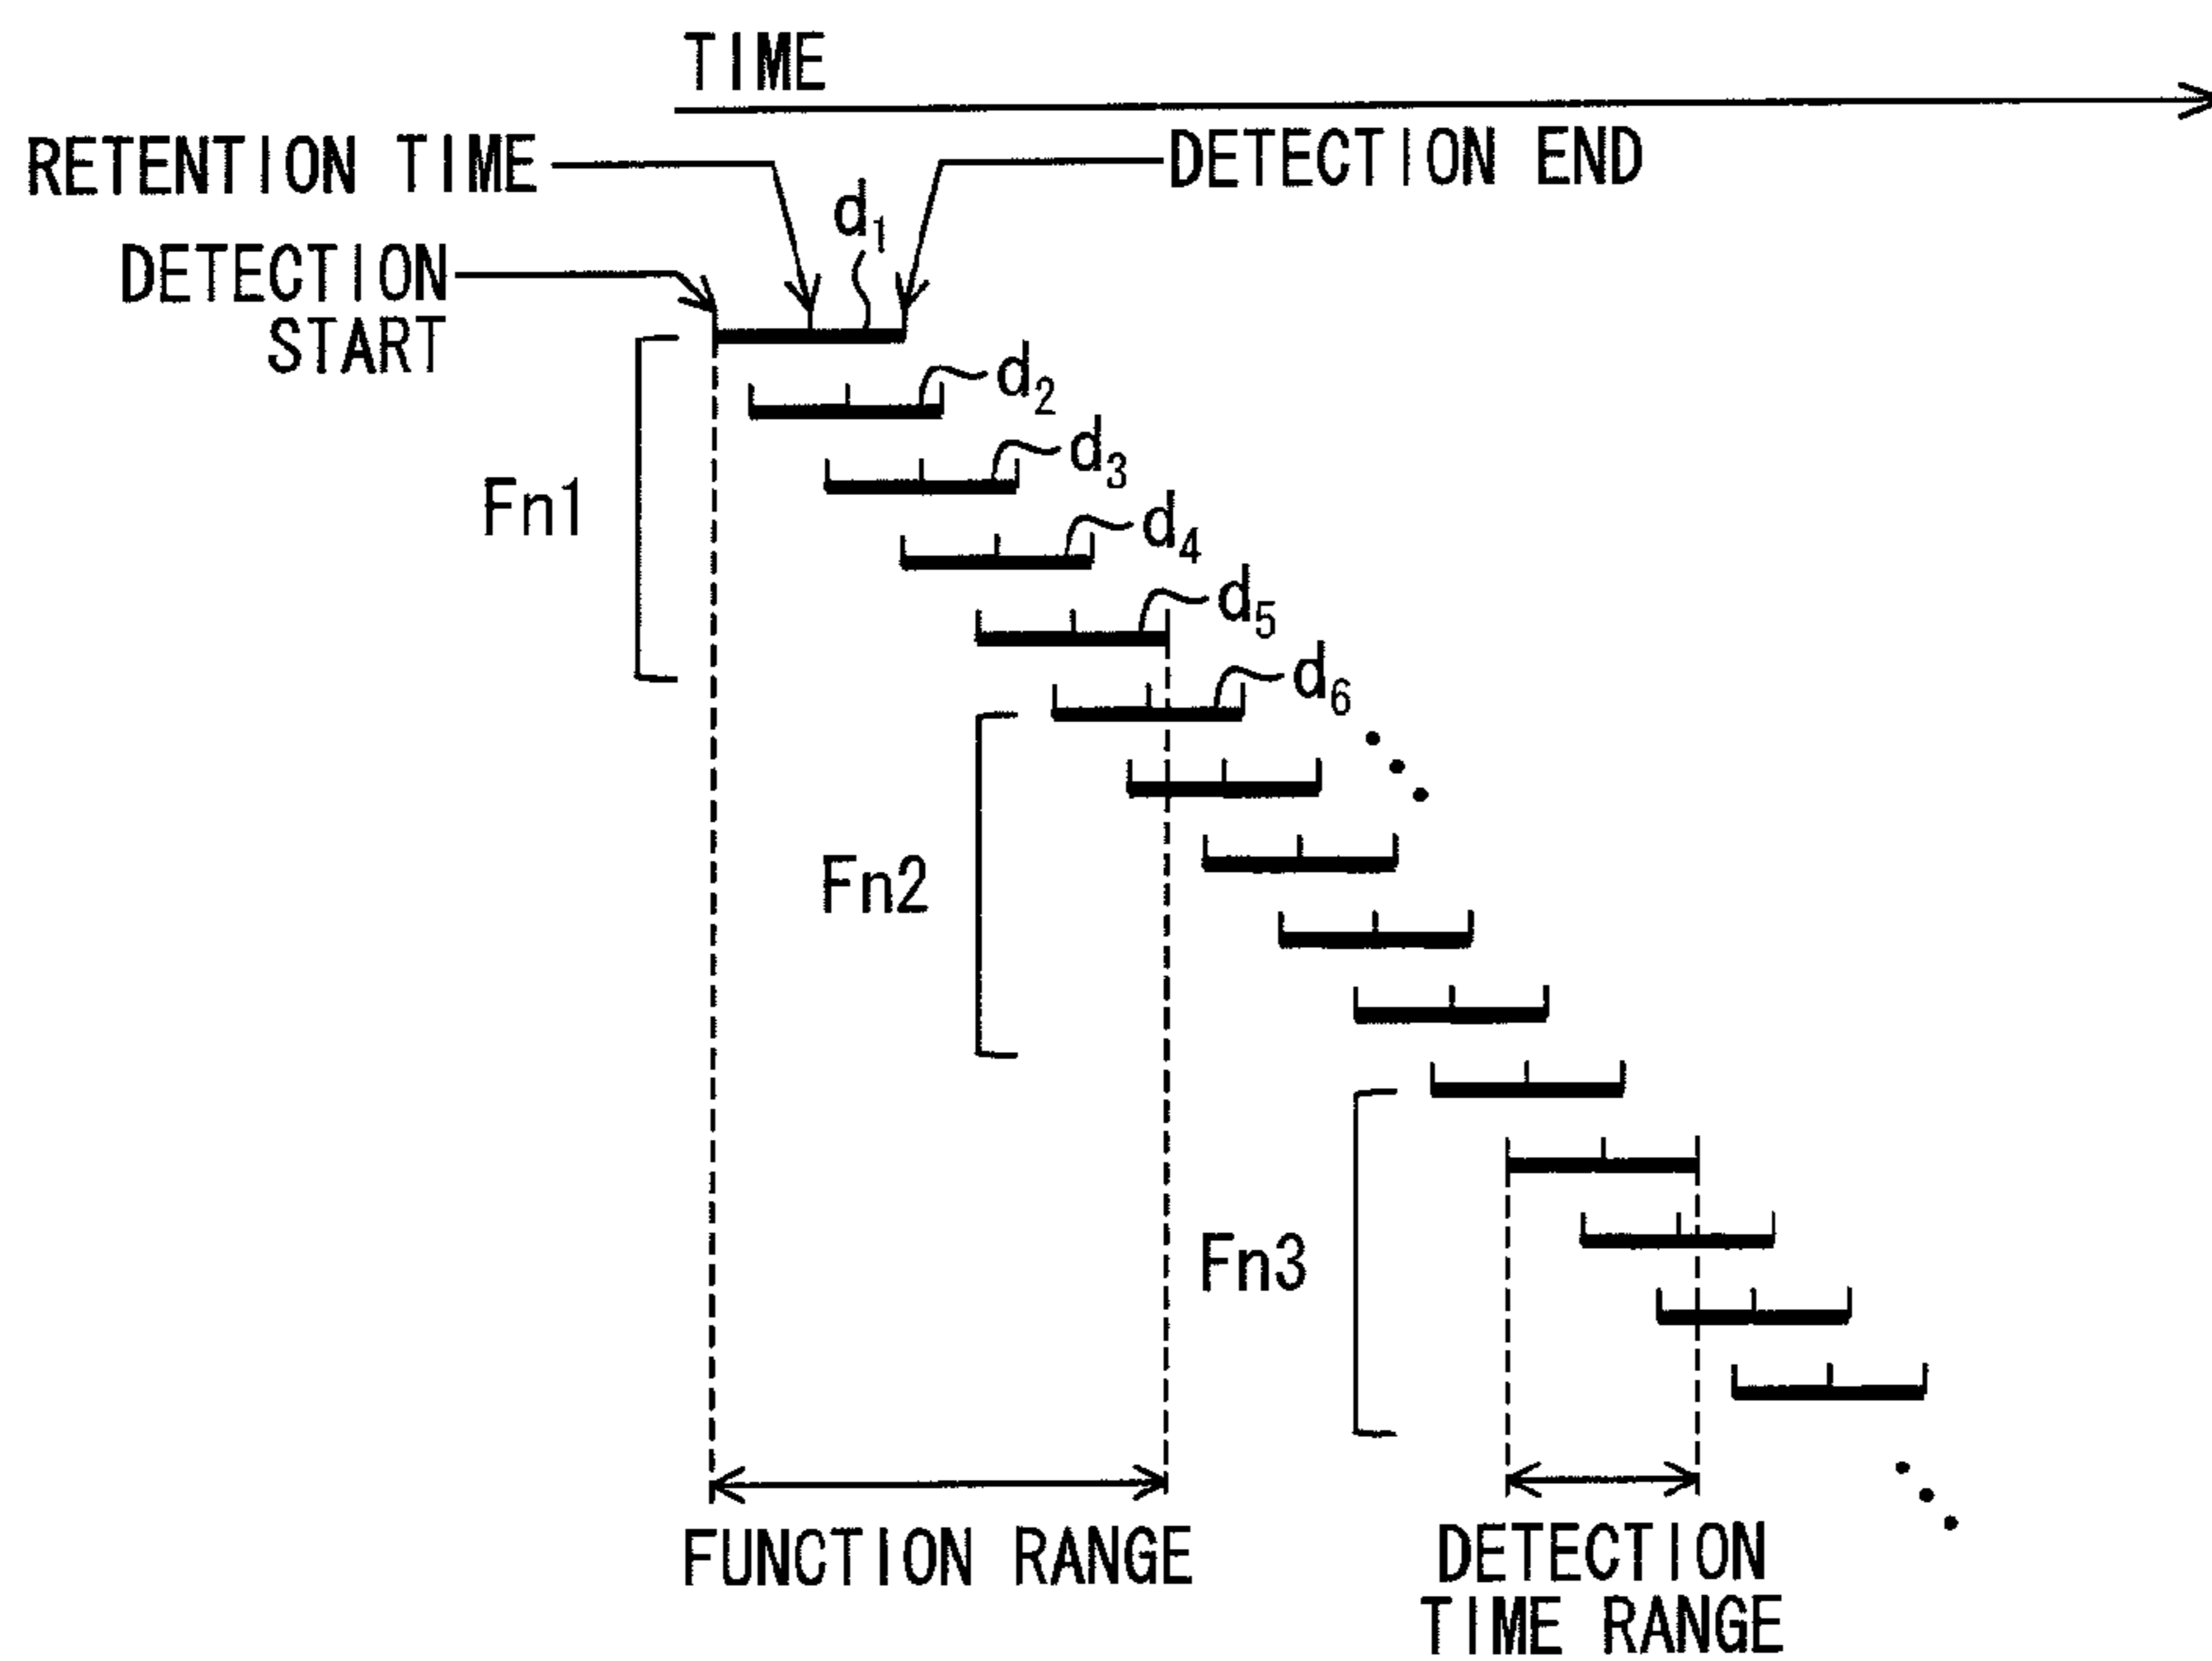 TIME
RETENTION TIME
DETECTION END
d1
DETECTION
START
d2
d3
Fn1
d4
d5
d6
Fn2
Fn3
FUNCTION RANGE
DETECTION
TIME RANGE